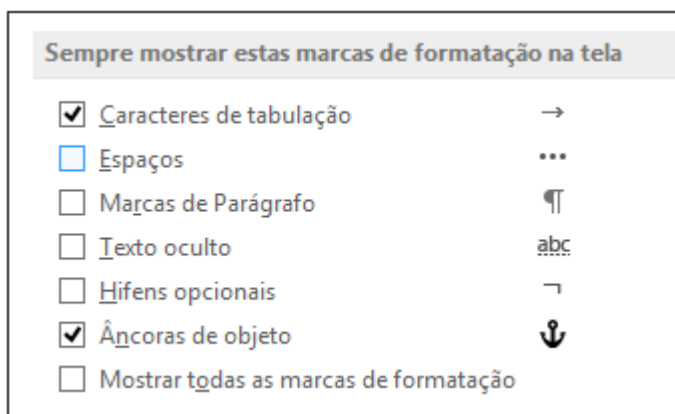 Sempre mostrar estas marcas de formatação na tela
Caracteres de tabulação →
Espaços •••
Marcas de Parágrafo ¶
Texto oculto abc
Hifens opcionais ¬
Âncoras de objeto ⚓
Mostrar todas as marcas de formatação